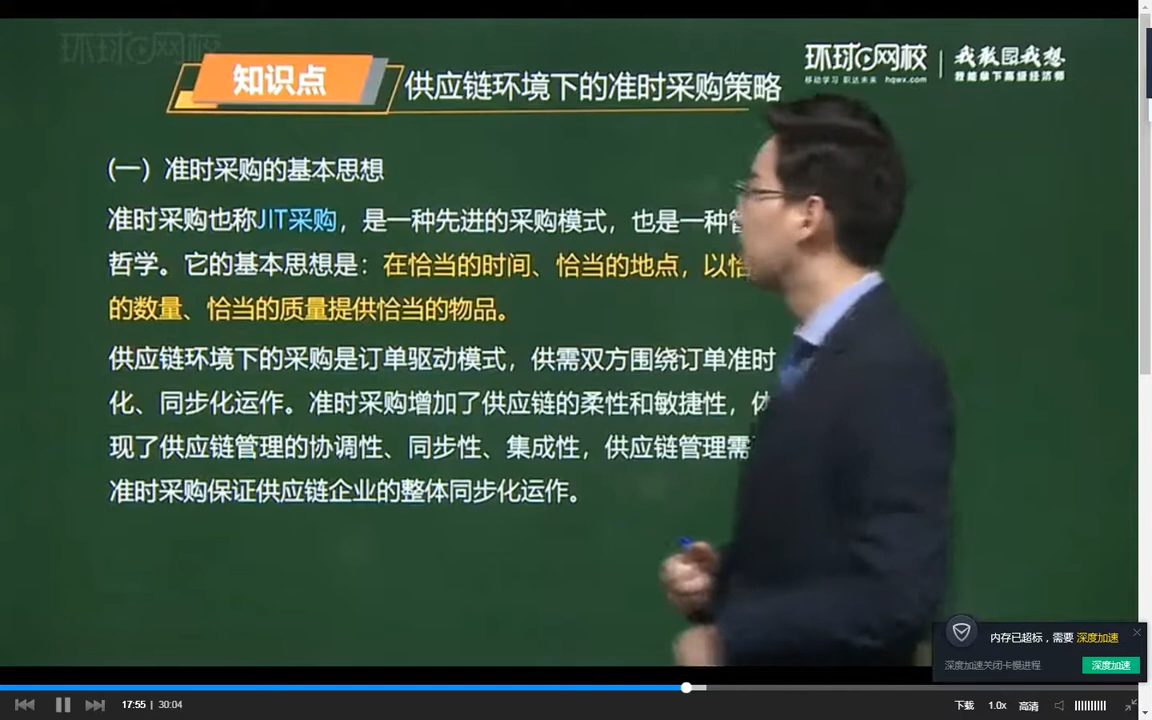 环球网校
知识点
供应链环境下的准时采购策略
环球网校
移动学习 职达未来 hqwx.com
(一) 准时采购的基本思想
准时采购也称JIT采购，是一种先进的采购模式，也是一种管
哲学。它的基本思想是：在恰当的时间、恰当的地点，以恰
的数量、恰当的质量提供恰当的物品。
供应链环境下的采购是订单驱动模式，供需双方围绕订单准时
化、同步化运作。准时采购增加了供应链的柔性和敏捷性，体
现了供应链管理的协调性、同步性、集成性，供应链管理需
准时采购保证供应链企业的整体同步化运作。
内存已超标，需要 深度加速
深度加速关闭卡慢进程
深度加速
17:55 | 30:04
下载 1.0x 高清